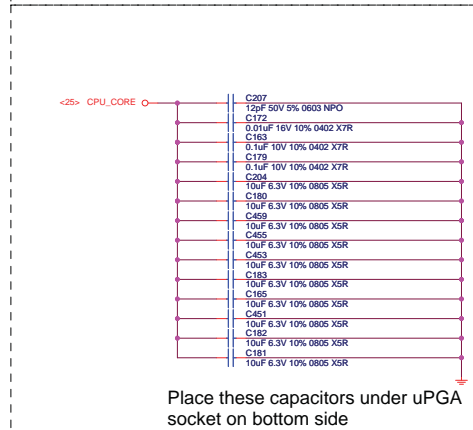 <25> CPU_CORE
C207
12pF 50V 5% 0603 NPO
C172
0.01uF 16V 10% 0402 X7R
C163
0.1uF 10V 10% 0402 X7R
C179
0.1uF 10V 10% 0402 X7R
C204
10uF 6.3V 10% 0805 X5R
C180
10uF 6.3V 10% 0805 X5R
C459
10uF 6.3V 10% 0805 X5R
C455
10uF 6.3V 10% 0805 X5R
C453
10uF 6.3V 10% 0805 X5R
C183
10uF 6.3V 10% 0805 X5R
C165
10uF 6.3V 10% 0805 X5R
C451
10uF 6.3V 10% 0805 X5R
C182
10uF 6.3V 10% 0805 X5R
C181
10uF 6.3V 10% 0805 X5R
Place these capacitors under uPGA
socket on bottom side